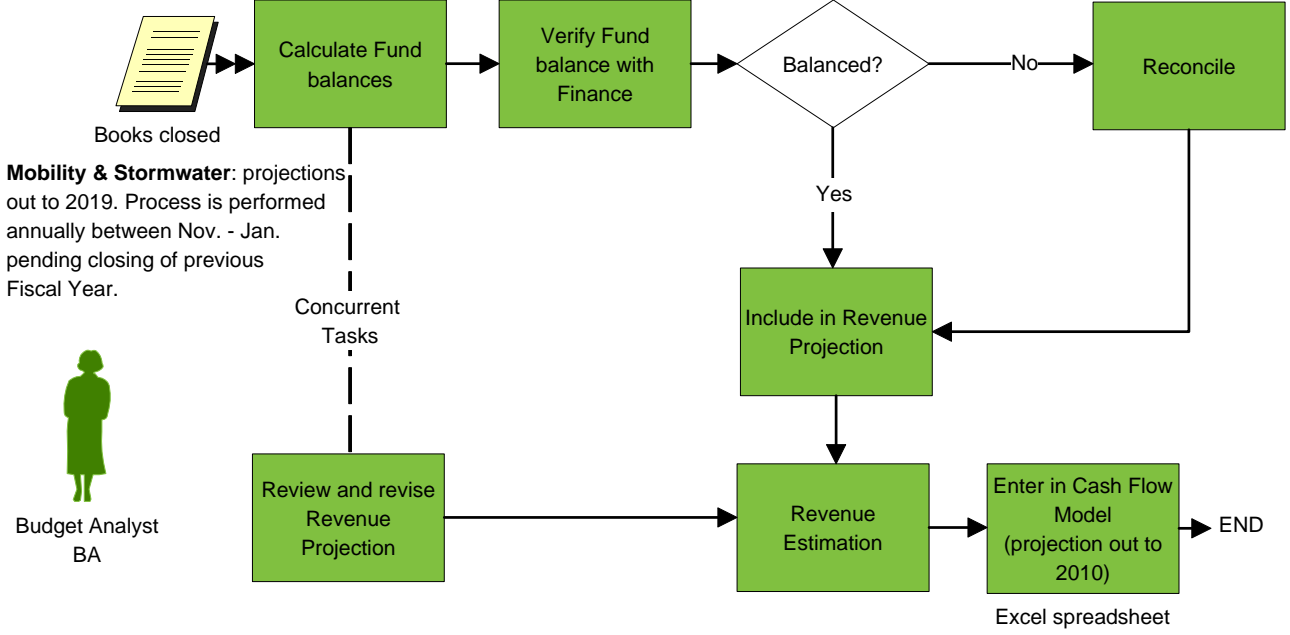 Calculate Fund
balances
Verify Fund
balance with
Finance
Balanced?
No
Reconcile
Books closed
Mobility & Stormwater: projections
out to 2019. Process is performed
annually between Nov. - Jan.
pending closing of previous
Fiscal Year.
Yes
Concurrent
Tasks
Include in Revenue
Projection
Budget Analyst
BA
Review and revise
Revenue
Projection
Revenue
Estimation
Enter in Cash Flow
Model
(projection out to
2010)
END
Excel spreadsheet